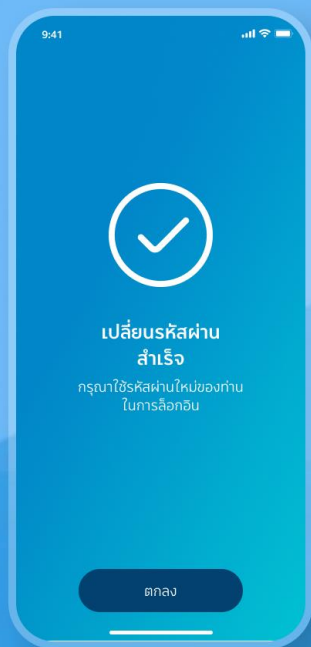 9:41
เปลี่ยนรหัสผ่าน
สำเร็จ
กรุณาใช้รหัสผ่านใหม่ของท่าน
ในการล็อกอิน
ตกลง